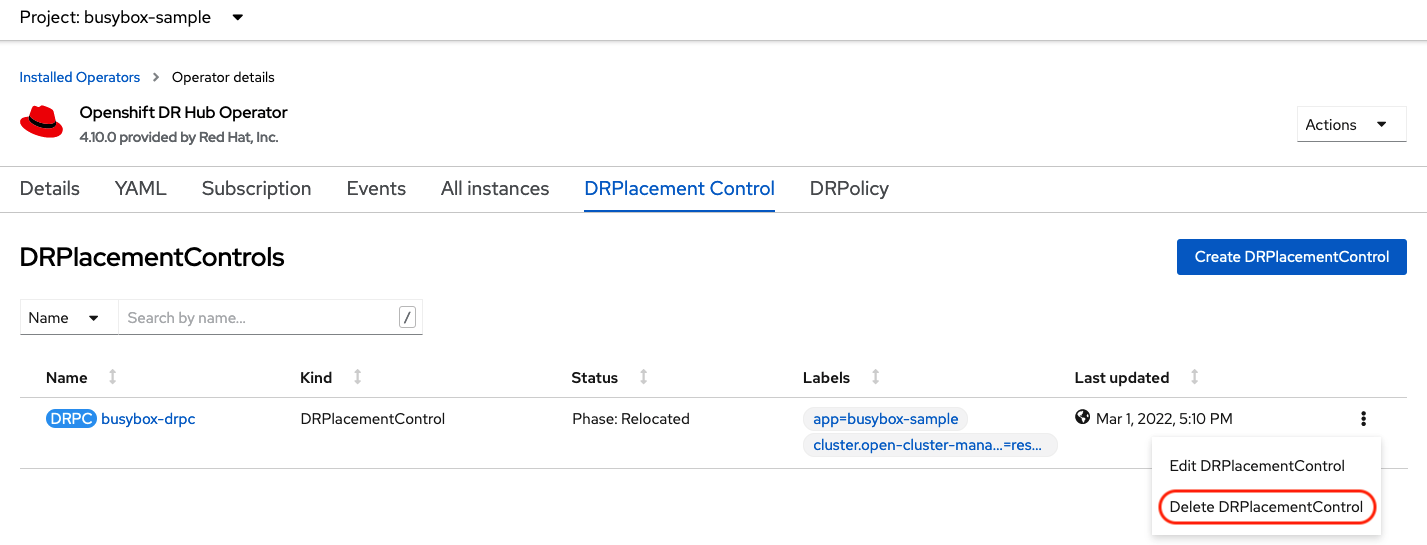 Project: busybox-sample
Installed Operators > Operator details
Openshift DR Hub Operator
4.10.0 provided by Red Hat, Inc.
Actions
Details YAML Subscription Events All instances DRPlacement Control DRPolicy
DRPlacementControls
Create DRPlacementControl
Name Search by name... /
Name Kind Status Labels Last updated
DRPC busybox-drpc DRPlacementControl Phase: Relocated app=busybox-sample Mar 1, 2022, 5:10 PM
cluster.open-cluster-mana...=res...
Edit DRPlacementControl
Delete DRPlacementControl